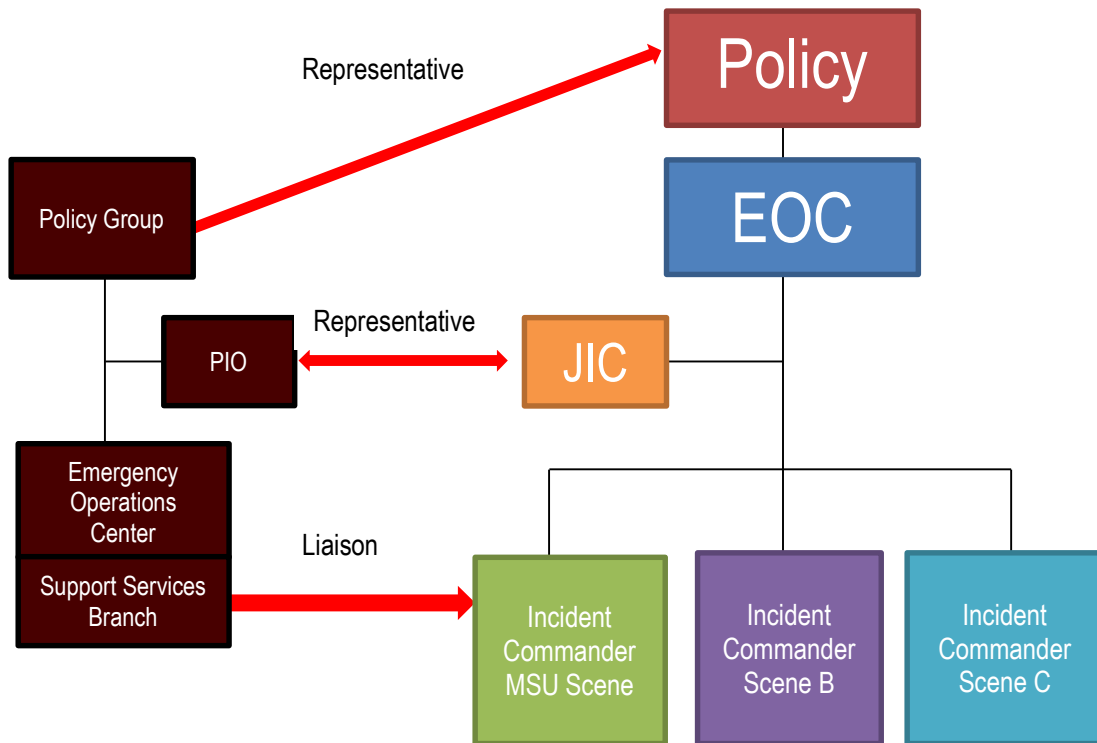 Policy
Representative
EOC
Policy Group
Representative
PIO
JIC
Emergency
Operations
Center
Liaison
Support Services
Branch
Incident
Commander
MSU Scene
Incident
Commander
Scene B
Incident
Commander
Scene C